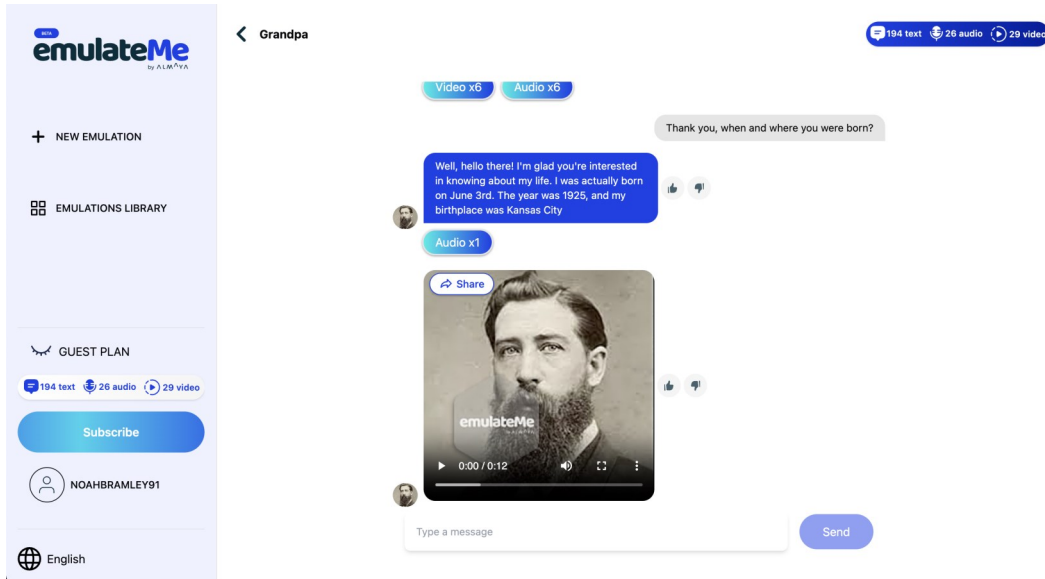 BETA
emulateMe
by ALMAYA
NEW EMULATION
EMULATIONS LIBRARY
GUEST PLAN
194 text 26 audio 29 video
Subscribe
NOAHBRAMLEY91
English
Grandpa
194 text 26 audio 29 video
Video x6 Audio x6
Thank you, when and where you were born?
Well, hello there! I'm glad you're interested
in knowing about my life. I was actually born
on June 3rd. The year was 1925, and my
birthplace was Kansas City
Audio x1
Share
emulateMe
0:00 / 0:12
Type a message
Send